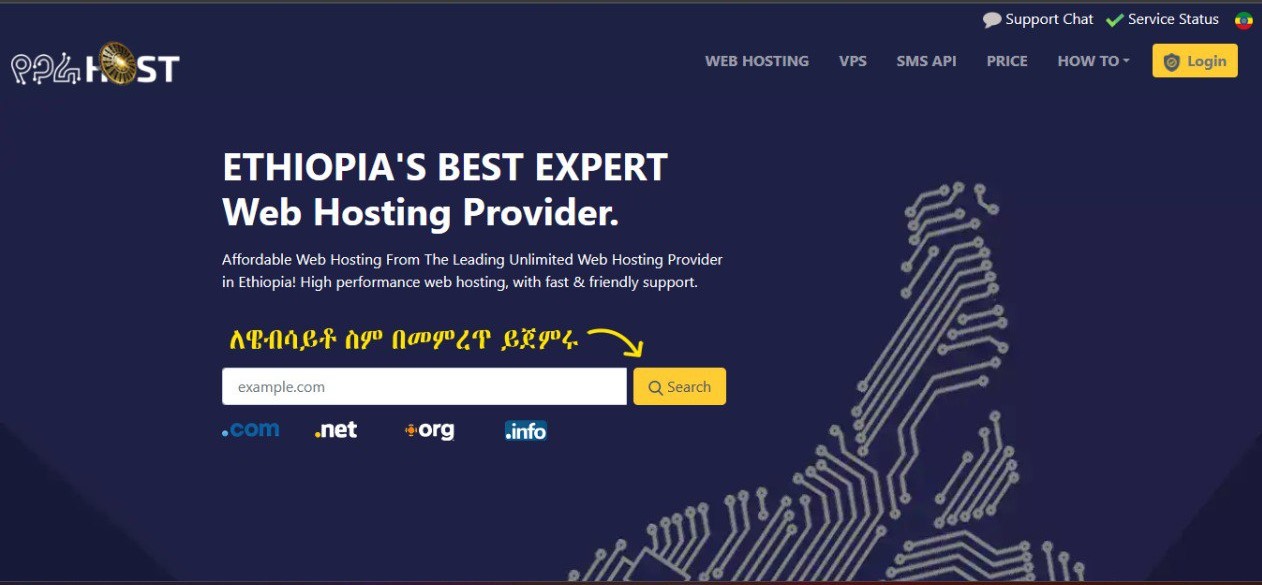 Support Chat Service Status
የጋራ HOST
WEB HOSTING VPS SMS API PRICE HOW TO Login
ETHIOPIA'S BEST EXPERT
Web Hosting Provider.
Affordable Web Hosting From The Leading Unlimited Web Hosting Provider
in Ethiopia! High performance web hosting, with fast & friendly support.
ለዌብሳይቶ ስም በመምረጥ ይጀምሩ
example.com Search
.com .net .org .info